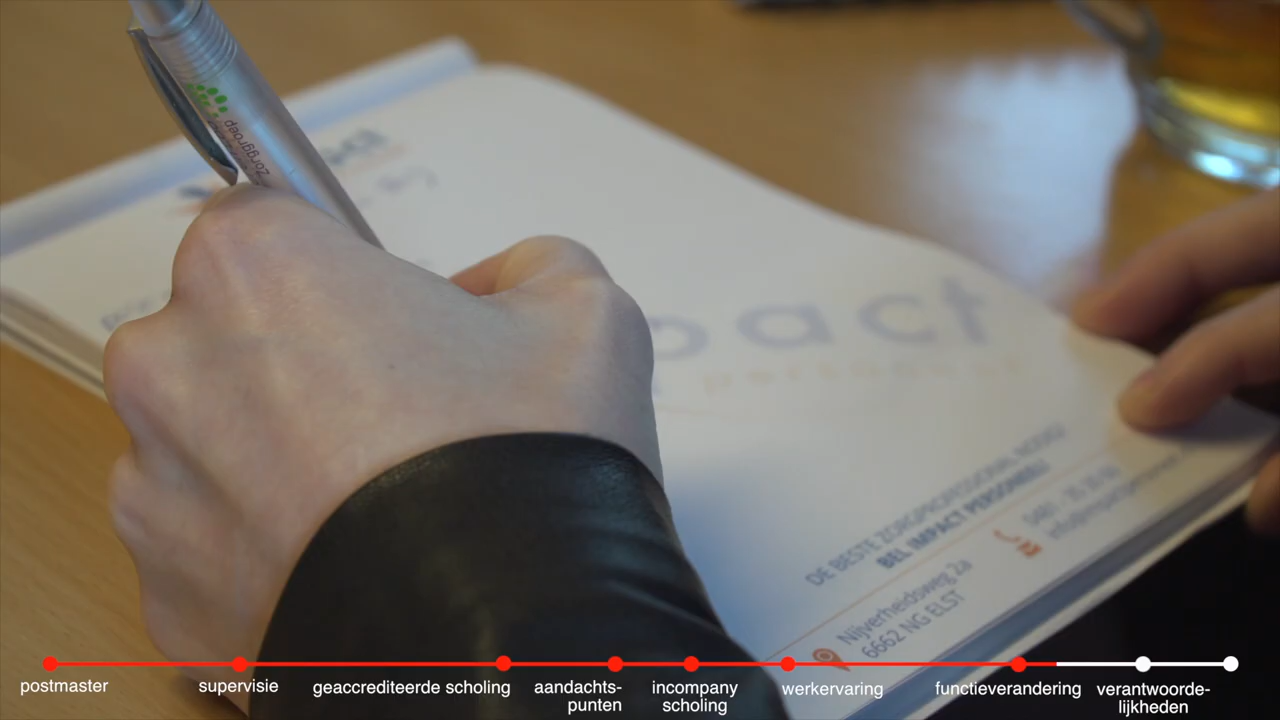 Zorggroep
pact
personeel
DE BESTE ZORGPROFESSIONAL NODIG?
BEL IMPACT PERSONEEL!
Nijverheidsweg 2a
6662 NG ELST
postmaster
supervisie
geaccrediteerde scholing
aandachts-
punten
incompany
scholing
werkervaring
functieverandering
verantwoorde-
lijkheden